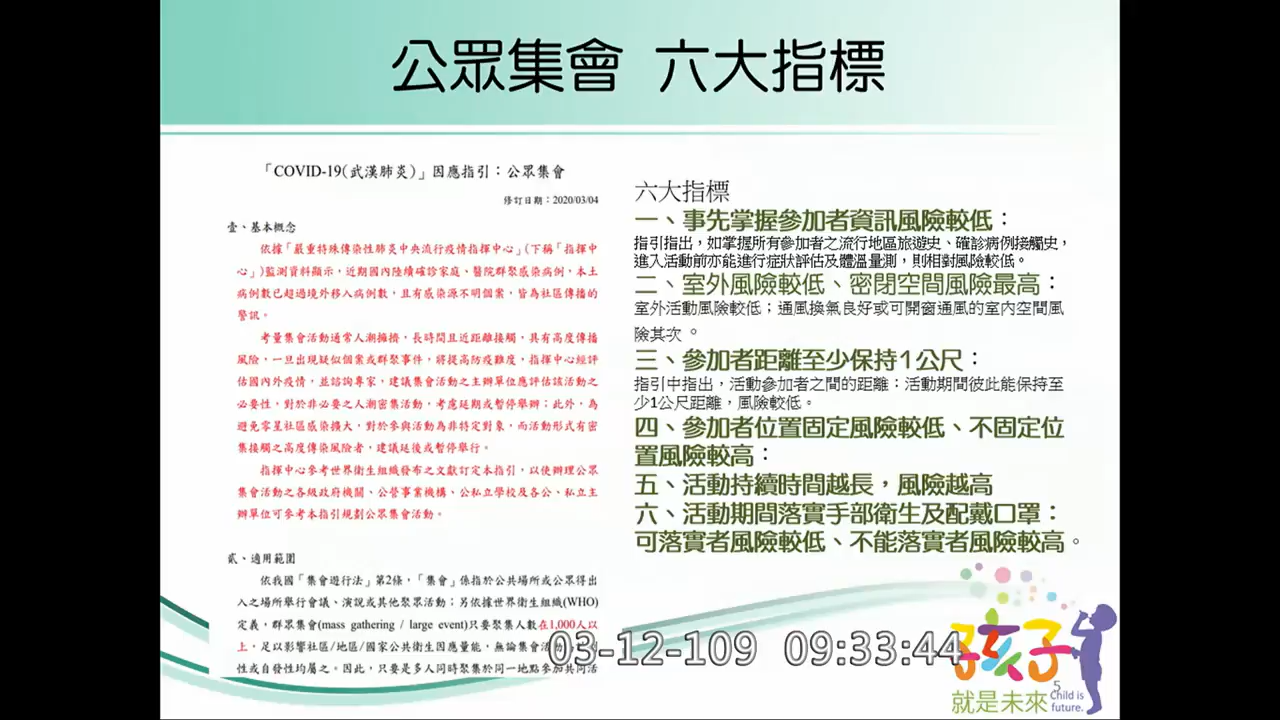 公眾集會 六大指標
「COVID-19(武漢肺炎)」因應指引：公眾集會
修訂日期：2020/03/04
壹、基本概念
依據「嚴重特殊傳染性肺炎中央流行疫情指揮中心」(下稱「指揮中
心」)監測資料顯示，近期國內陸續確診家庭、醫院群聚感染病例，本土
病例數已超過境外移入病例數，且有感染源不明個案，皆為社區傳播的
警訊。
考量集會活動通常人潮擁擠，長時間且近距離接觸，具有高度傳播
風險，一旦出現疑似個案或群聚事件，將提高防疫難度，指揮中心經評
估國內外疫情，並諮詢專家，建議集會活動之主辦單位應評估該活動之
必要性，對於非必要之人潮密集活動，考慮延期或暫停舉辦；此外，為
避免零星社區感染擴大，對於參與活動為非特定對象，而活動形式有密
集接觸之高度傳播風險者，建議延後或暫停舉行。
指揮中心參考世界衛生組織發布之文獻訂定本指引，以使辦理公眾
集會活動之各級政府機關、公營事業機構、公私立學校及各公、私立主
辦單位可參考本指引規劃公眾集會活動。
貳、適用範圍
依我國「集會遊行法」第2條，「集會」係指於公共場所或公眾得出
入之場所舉行會議、演說或其他聚眾活動；另依據世界衛生組織(WHO)
定義，群眾集會(mass gathering / large event)只要聚集人數在1,000人以
上，足以影響社區/地區/國家公共衛生因應量能，無論集會活
性或自發性均屬之。因此，只要是多人同時聚集於同一地點參加共同活
六大指標
一、事先掌握參加者資訊風險較低：
指引指出，如掌握所有參加者之流行地區旅遊史、確診病例接觸史，
進入活動前亦能進行症狀評估及體溫量測，則相對風險較低。
二、室外風險較低、密閉空間風險最高：
室外活動風險較低；通風換氣良好或可開窗通風的室內空間風
險其次 。
三、參加者距離至少保持1公尺：
指引中指出，活動參加者之間的距離：活動期間彼此能保持至
少1公尺距離，風險較低。
四、參加者位置固定風險較低、不固定位
置風險較高：
五、活動持續時間越長，風險越高
六、活動期間落實手部衛生及配戴口罩：
可落實者風險較低、不能落實者風險較高。
03-12-109 09:33:44
孩子
就是未來
Child is
future.
5